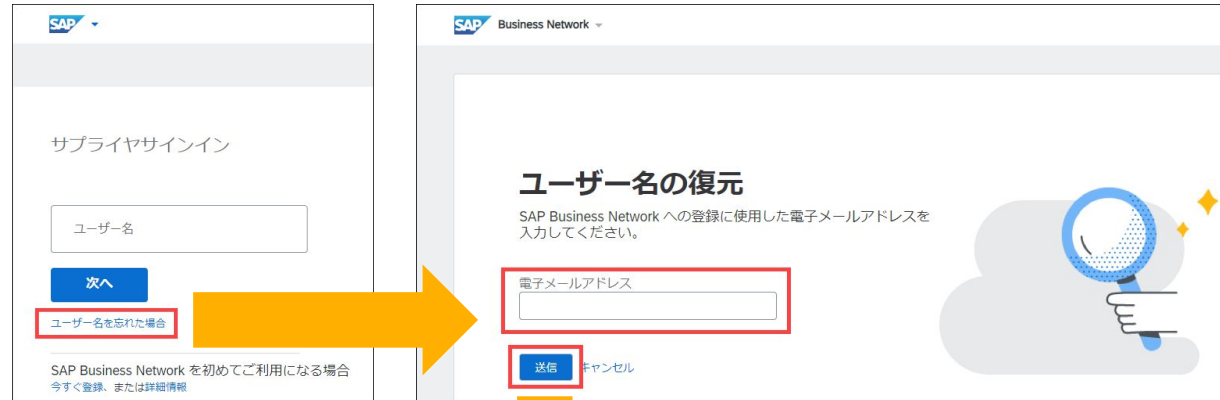 SAP
サプライヤサインイン
ユーザー名
次へ
ユーザー名を忘れた場合
SAP Business Network を初めてご利用になる場合
今すぐ登録、または詳細情報
SAP Business Network
ユーザー名の復元
SAP Business Network への登録に使用した電子メールアドレスを
入力してください。
電子メールアドレス
送信 キャンセル